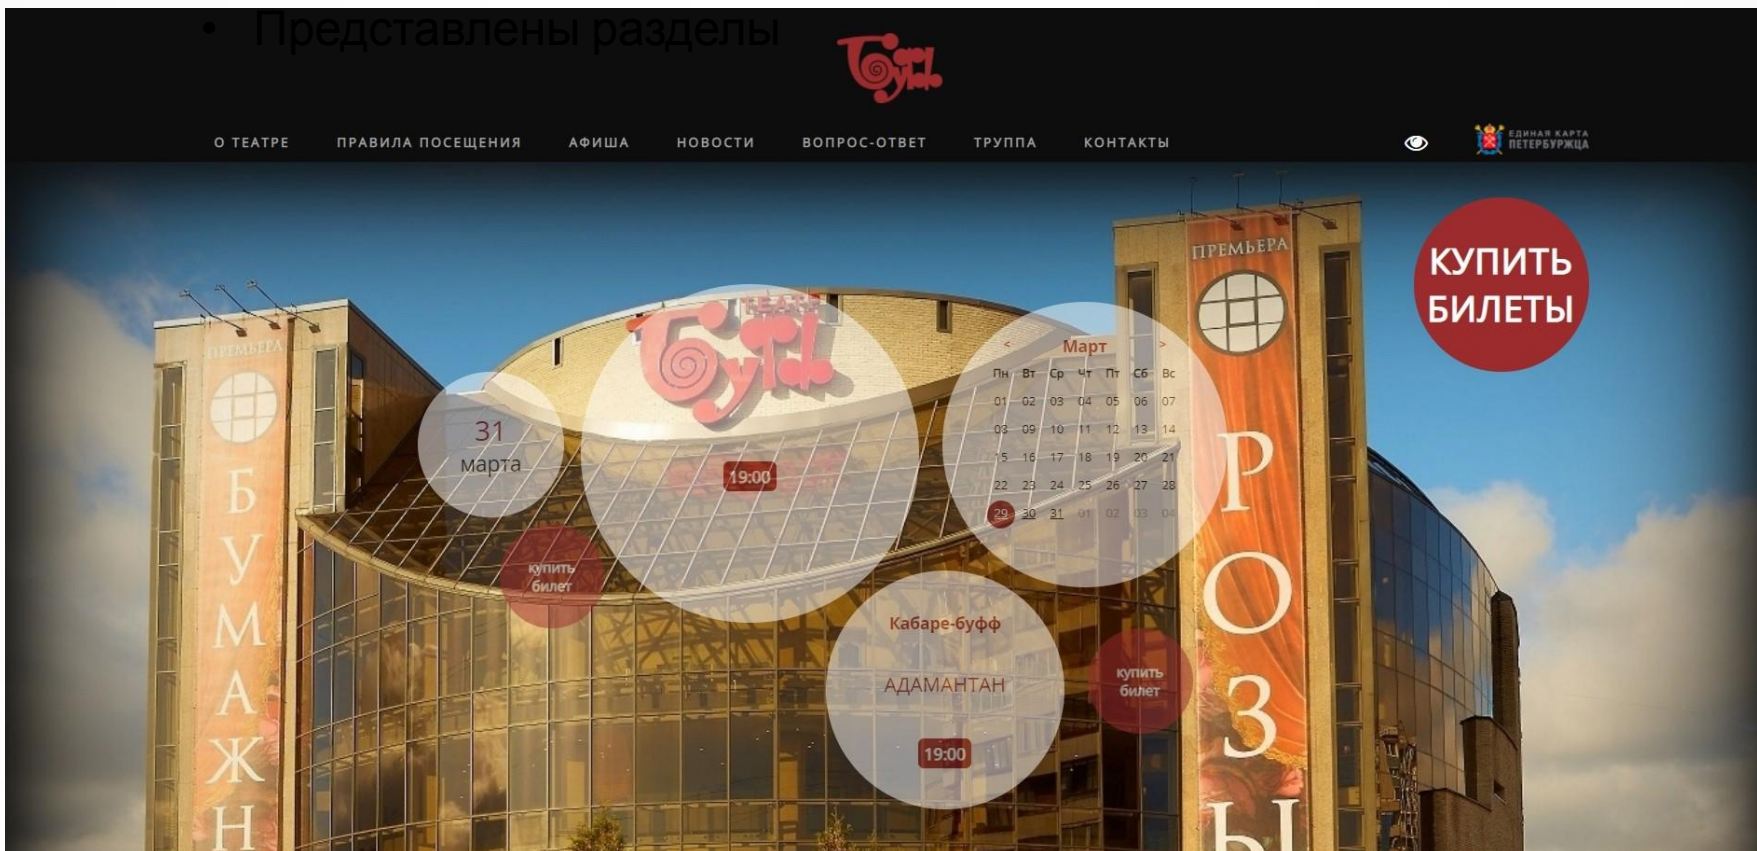 • Представлены разделы
Буфф
О ТЕАТРЕ ПРАВИЛА ПОСЕЩЕНИЯ АФИША НОВОСТИ ВОПРОС-ОТВЕТ ТРУППА КОНТАКТЫ
ЕДИНАЯ КАРТА
ПЕТЕРБУРЖЦА
КУПИТЬ
БИЛЕТЫ
ПРЕМЬЕРА
БУМАЖН
ТЕАТР
Буфф
31
марта
19:00
купить
билет
< Март >
Пн Вт Ср Чт Пт Сб Вс
01 02 03 04 05 06 07
08 09 10 11 12 13 14
15 16 17 18 19 20 21
22 23 24 25 26 27 28
29 30 31 01 02 03 04
Кабаре-буфф
АДАМАНТАН
19:00
купить
билет
ПРЕМЬЕРА
РОЗЫ